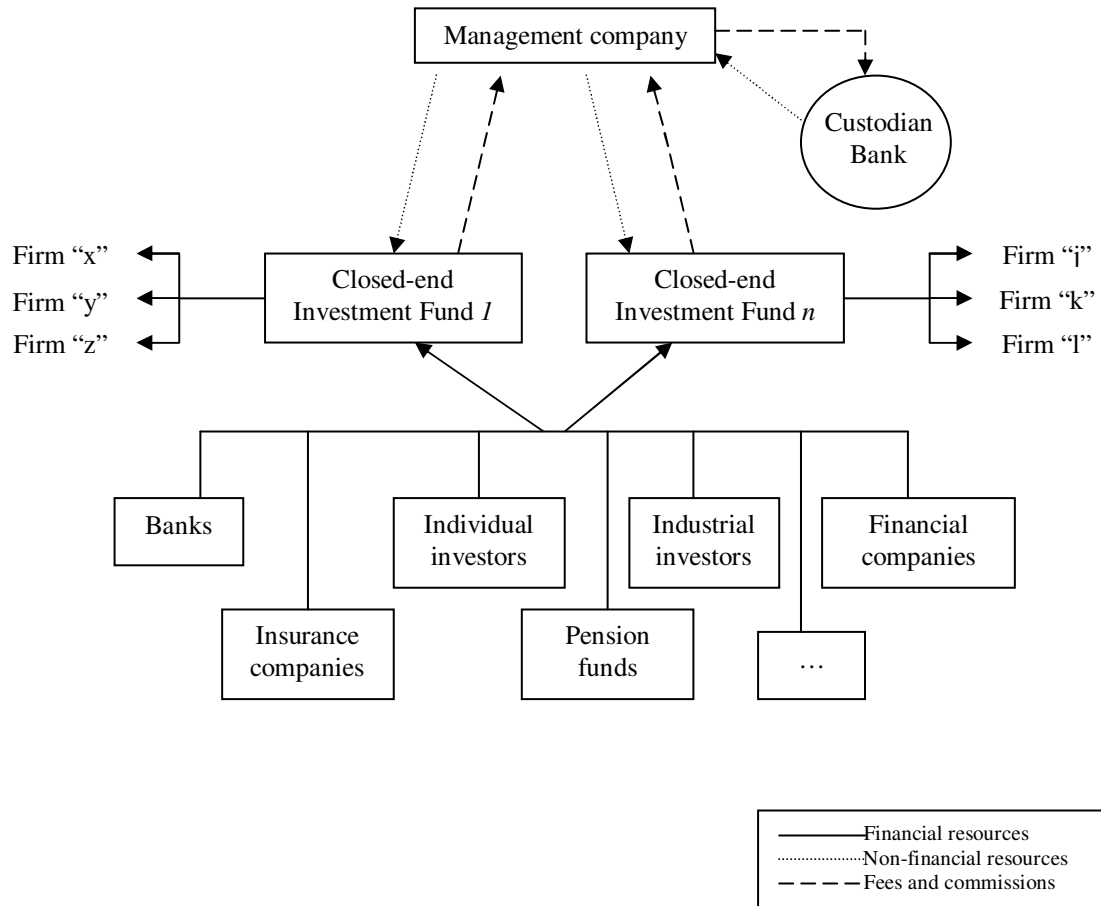 Management company
Custodian
Bank
Firm “x”
Firm “y”
Firm “z”
Closed-end
Investment Fund 1
Closed-end
Investment Fund n
Firm “j”
Firm “k”
Firm “l”
Banks
Individual
investors
Industrial
investors
Financial
companies
Insurance
companies
Pension
funds
…
Financial resources
Non-financial resources
Fees and commissions